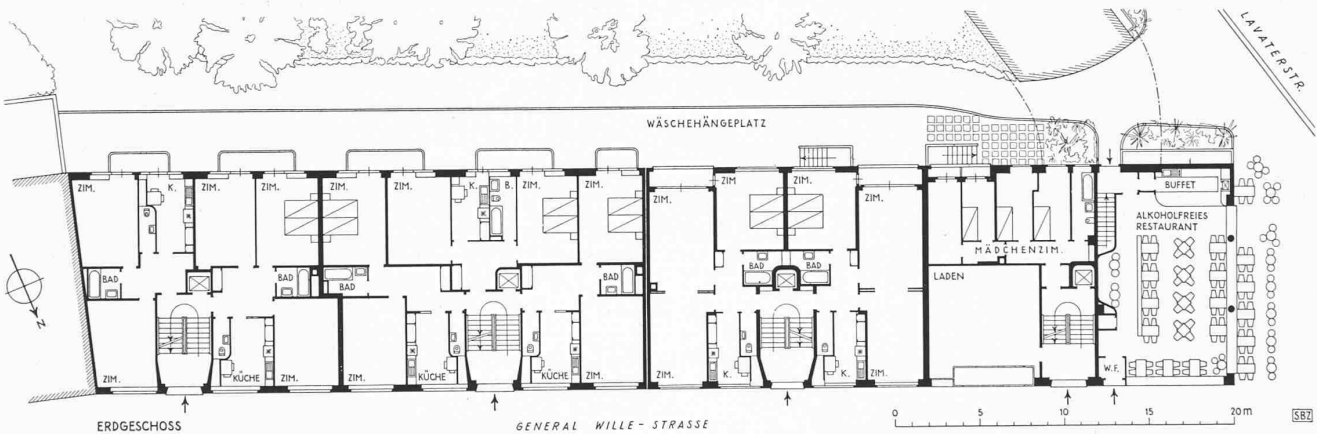 LAVATERSTR.
WÄSCHEHÄNGEPLATZ
ZIM. K. ZIM. ZIM. ZIM. ZIM. K. B. ZIM. ZIM. ZIM. ZIM ZIM. ZIM. BUFFET
ALKOHOLFREIES
RESTAURANT
MÄDCHENZIM.
BAD BAD BAD BAD BAD BAD LADEN
ZIM. KÜCHE ZIM. ZIM. KÜCHE KÜCHE ZIM. ZIM. K. K. ZIM. W.F.
N
0 5 10 15 20 m
ERDGESCHOSS GENERAL WILLE-STRASSE SBZ